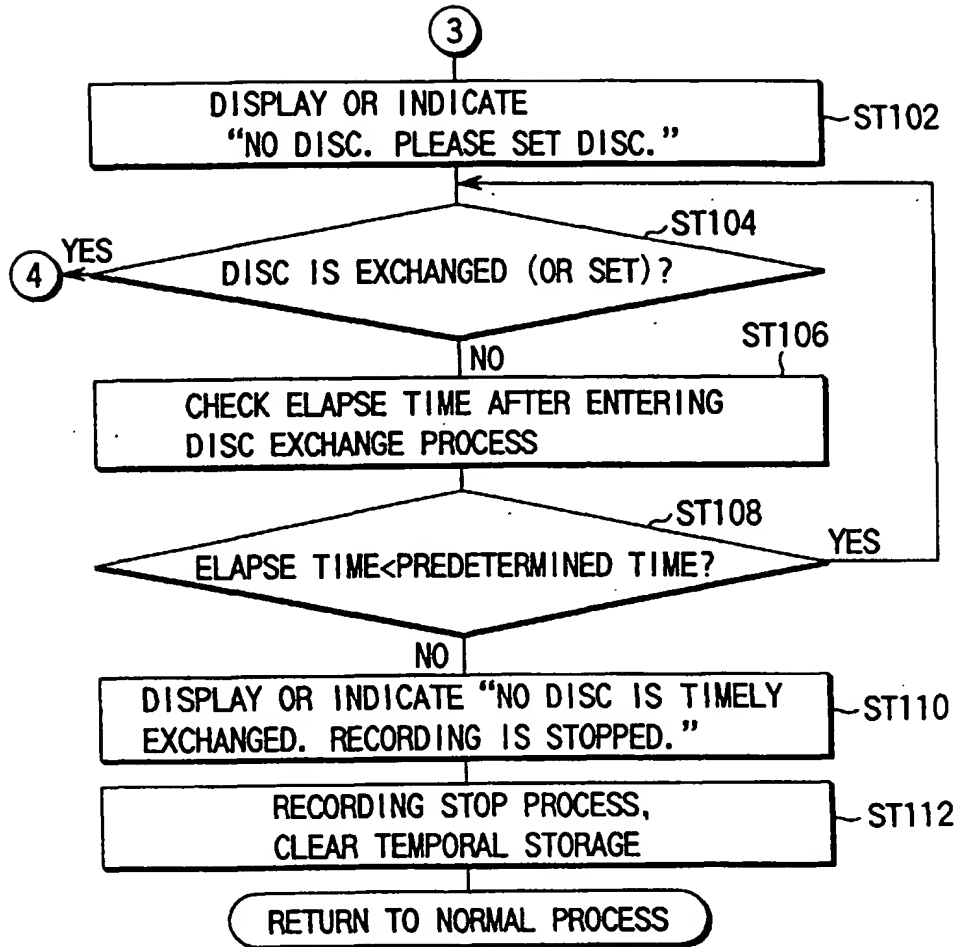 3
DISPLAY OR INDICATE
"NO DISC. PLEASE SET DISC."
ST102
ST104
YES
4
DISC IS EXCHANGED (OR SET)?
NO
ST106
CHECK ELAPSE TIME AFTER ENTERING
DISC EXCHANGE PROCESS
ST108
YES
ELAPSE TIME<PREDETERMINED TIME?
NO
DISPLAY OR INDICATE "NO DISC IS TIMELY
EXCHANGED. RECORDING IS STOPPED."
ST110
RECORDING STOP PROCESS,
CLEAR TEMPORAL STORAGE
ST112
RETURN TO NORMAL PROCESS